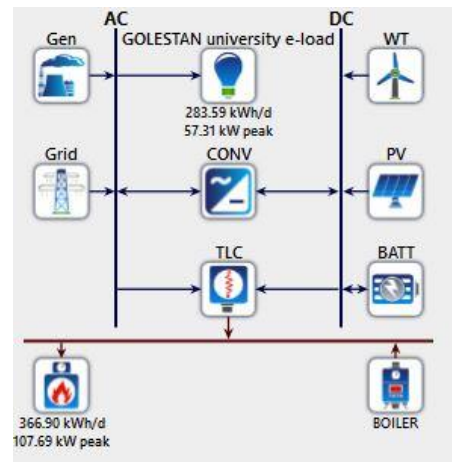 AC DC
Gen GOLESTAN university e-load WT
283.59 kWh/d
57.31 kW peak
Grid CONV PV
TLC BATT
366.90 kWh/d
107.69 kW peak
BOILER